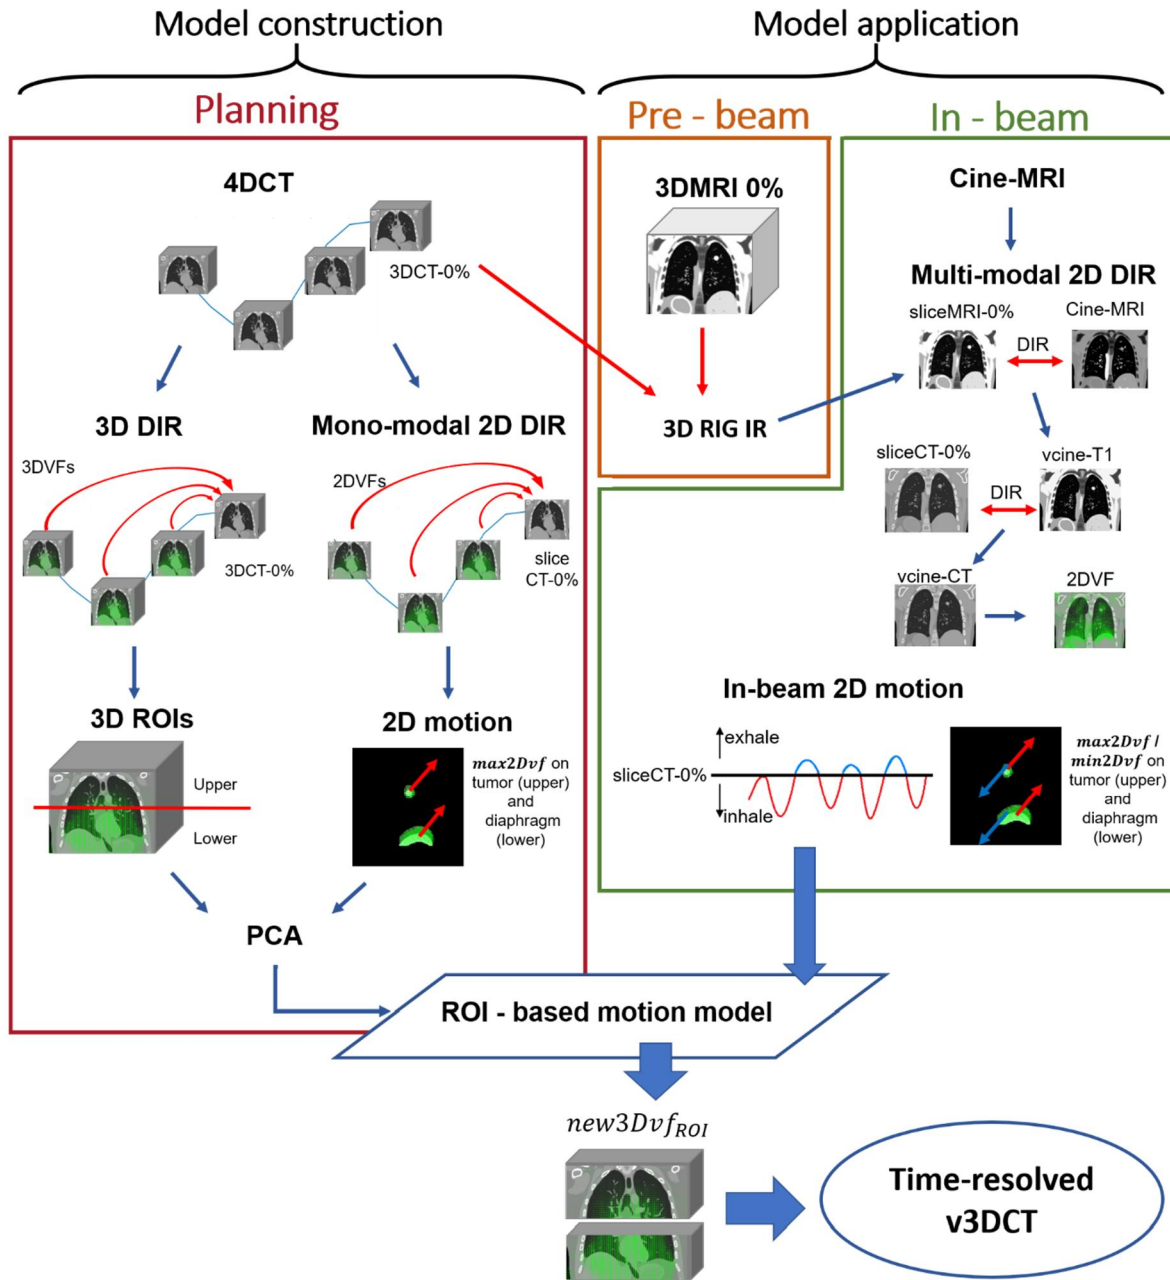 Model construction
Model application
Planning
Pre - beam
In - beam
4DCT
3DCT-0%
3D DIR
Mono-modal 2D DIR
3DVFs
2DVFs
3DCT-0%
slice
CT-0%
3D ROIs
Upper
Lower
2D motion
max2Dvf on
tumor (upper)
and
diaphragm
(lower)
PCA
3DMRI 0%
3D RIG IR
Cine-MRI
Multi-modal 2D DIR
sliceMRI-0%
Cine-MRI
DIR
sliceCT-0%
vcine-T1
DIR
vcine-CT
2DVF
In-beam 2D motion
exhale
sliceCT-0%
inhale
max2Dvf /
min2Dvf on
tumor (upper)
and
diaphragm
(lower)
ROI - based motion model
new3DvfROI
Time-resolved
v3DCT